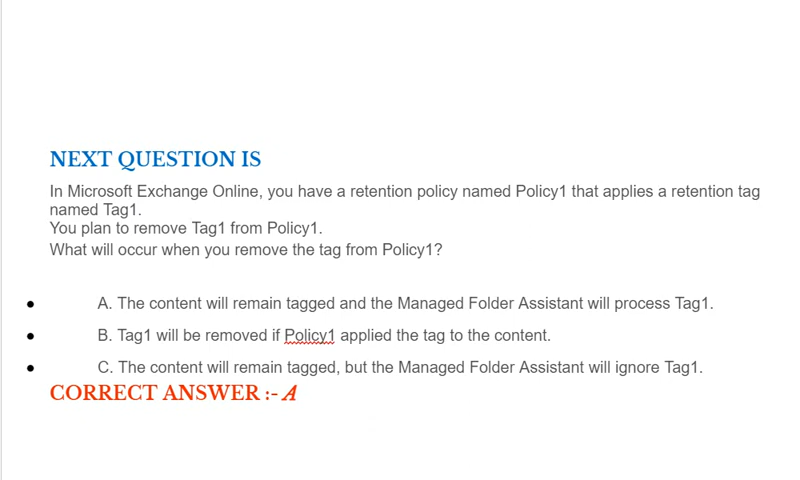 NEXT QUESTION IS
In Microsoft Exchange Online, you have a retention policy named Policy1 that applies a retention tag
named Tag1.
You plan to remove Tag1 from Policy1.
What will occur when you remove the tag from Policy1?
● A. The content will remain tagged and the Managed Folder Assistant will process Tag1.
● B. Tag1 will be removed if Policy1 applied the tag to the content.
● C. The content will remain tagged, but the Managed Folder Assistant will ignore Tag1.
CORRECT ANSWER :- A